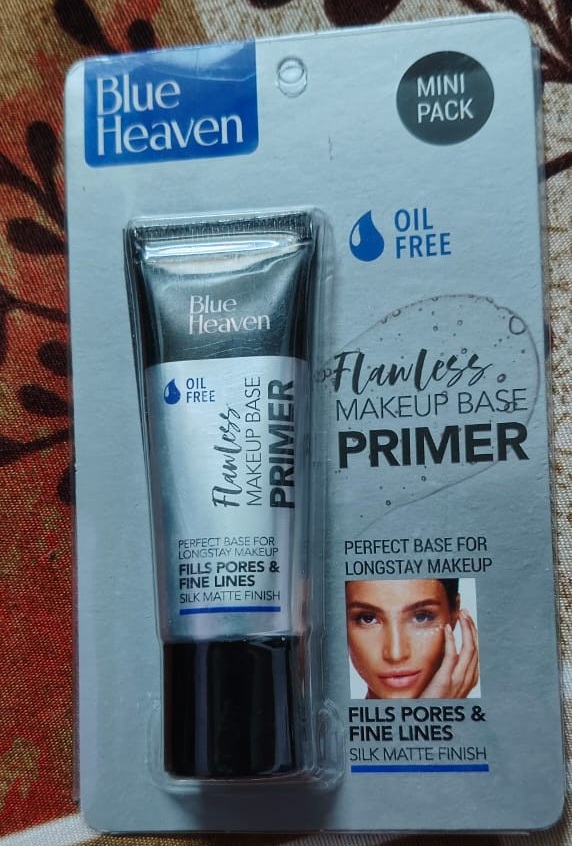 Blue
Heaven
MINI
PACK
OIL
FREE
Flawless
MAKEUP BASE
PRIMER
PERFECT BASE FOR
LONGSTAY MAKEUP
FILLS PORES &
FINE LINES
SILK MATTE FINISH
Blue
Heaven
OIL
FREE
Flawless
MAKEUP BASE
PRIMER
PERFECT BASE FOR
LONGSTAY MAKEUP
FILLS PORES &
FINE LINES
SILK MATTE FINISH